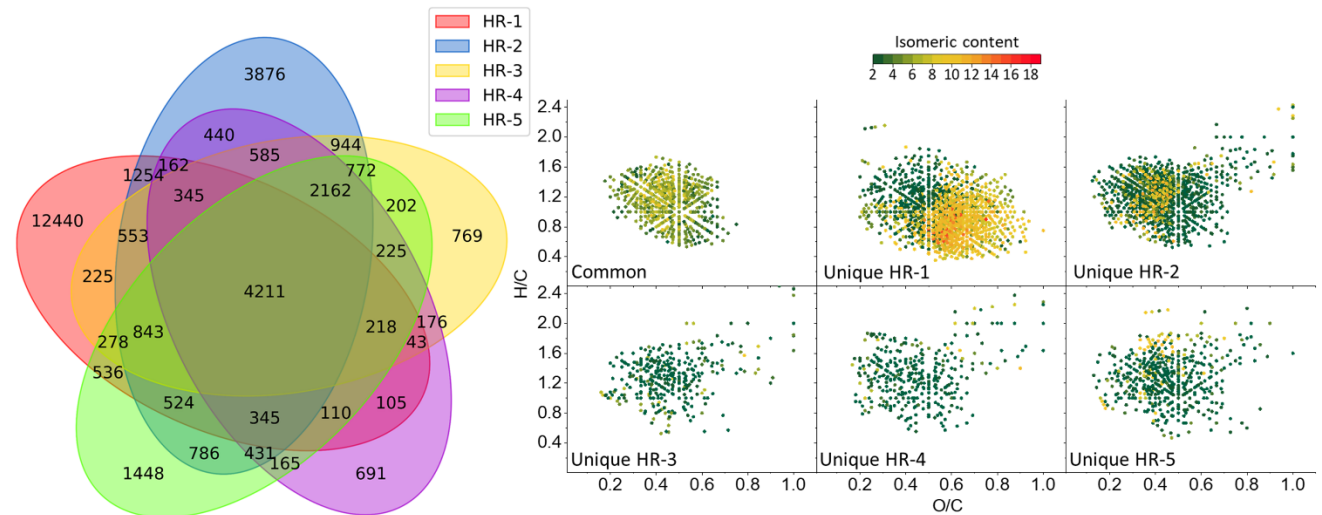 HR-1
HR-2
HR-3
HR-4
HR-5
3876
440
585
944
162
772
1254
345
2162
202
12440
553
225
769
225
4211
218
176
843
278
43
536
524
345
110
105
786
431
165
1448
691
Isomeric content
2 4 6 8 10 12 14 16 18
2.4
2.0
1.6
1.2
0.8
0.4
Common
Unique HR-1
Unique HR-2
H/C
2.4
2.0
1.6
1.2
0.8
0.4
Unique HR-3
Unique HR-4
Unique HR-5
0.2 0.4 0.6 0.8 1.0
0.2 0.4 0.6 0.8 1.0
0.2 0.4 0.6 0.8 1.0
O/C